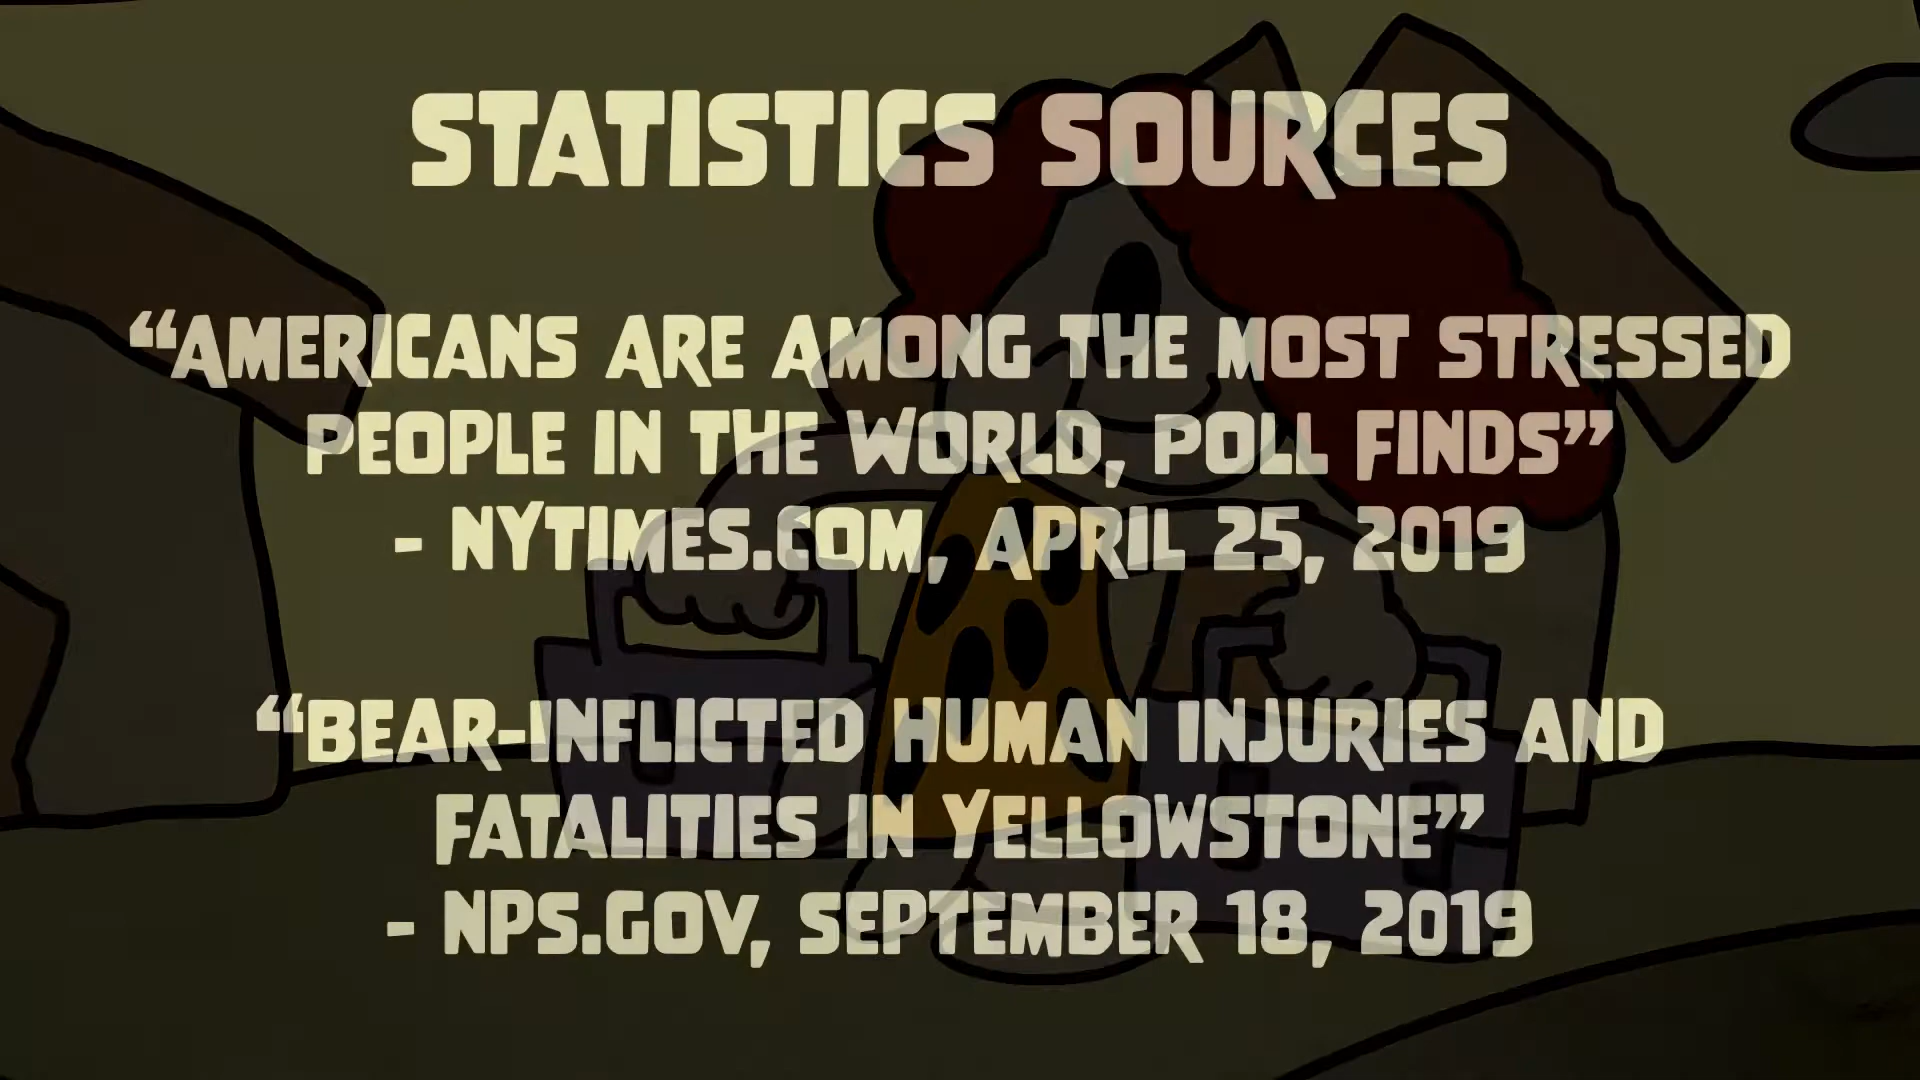 STATISTICS SOURCES
“AMERICANS ARE AMONG THE MOST STRESSED
PEOPLE IN THE WORLD, POLL FINDS”
- NYTIMES.COM, APRIL 25, 2019
“BEAR-INFLICTED HUMAN INJURIES AND
FATALITIES IN YELLOWSTONE”
- NPS.GOV, SEPTEMBER 18, 2019